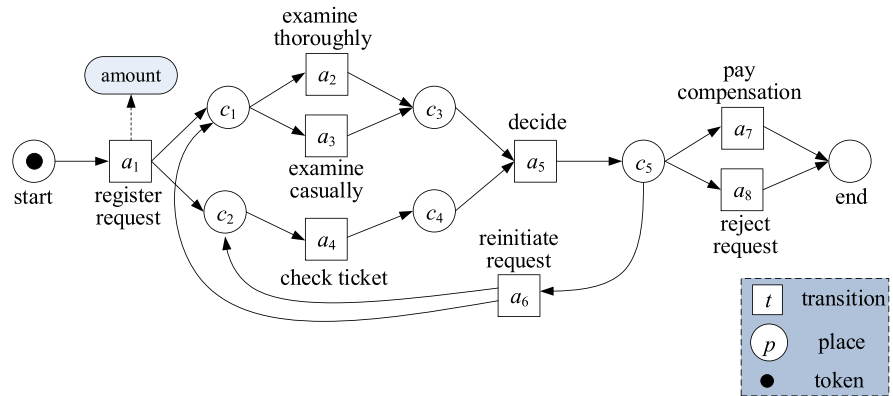 examine
thoroughly
amount
a2
pay
compensation
c1
c3
a7
decide
a3
start
a1
a5
c5
end
register
request
examine
casually
c2
c4
a8
a4
reinitiate
request
reject
request
check ticket
a6
t transition
p place
token